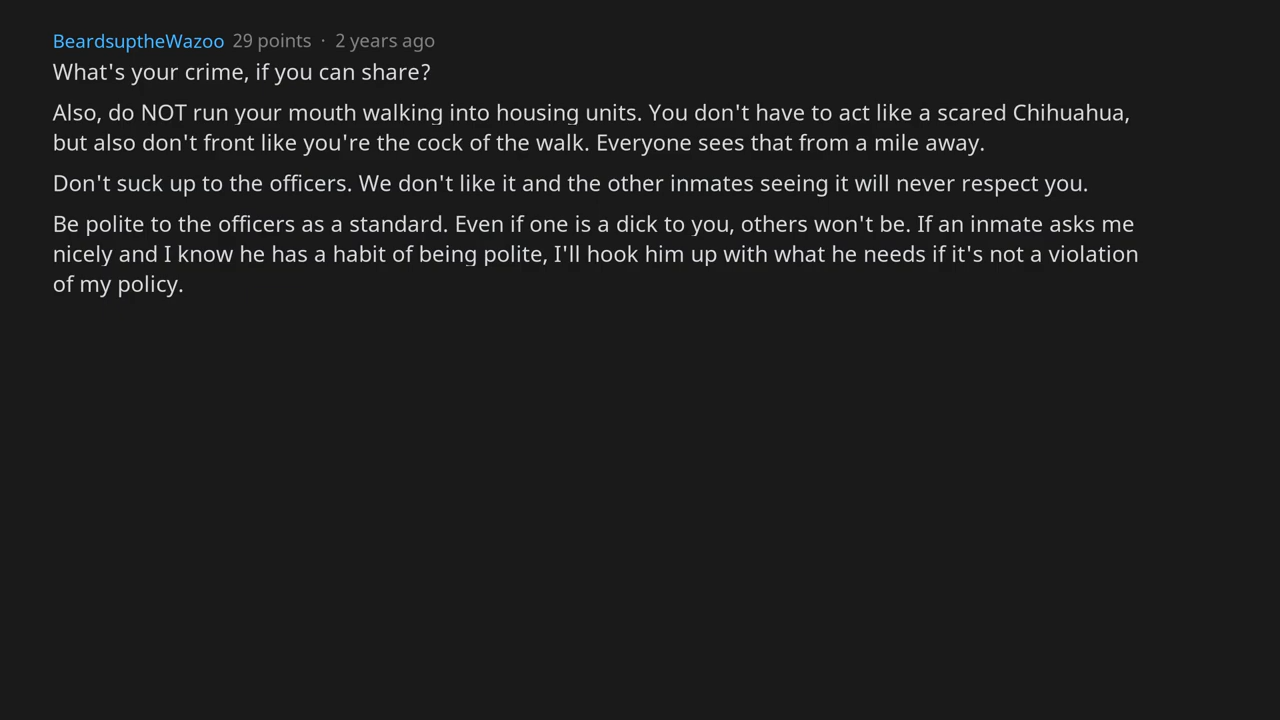 BeardsuptheWazoo 29 points · 2 years ago
What's your crime, if you can share?
Also, do NOT run your mouth walking into housing units. You don't have to act like a scared Chihuahua,
but also don't front like you're the cock of the walk. Everyone sees that from a mile away.
Don't suck up to the officers. We don't like it and the other inmates seeing it will never respect you.
Be polite to the officers as a standard. Even if one is a dick to you, others won't be. If an inmate asks me
nicely and I know he has a habit of being polite, I'll hook him up with what he needs if it's not a violation
of my policy.